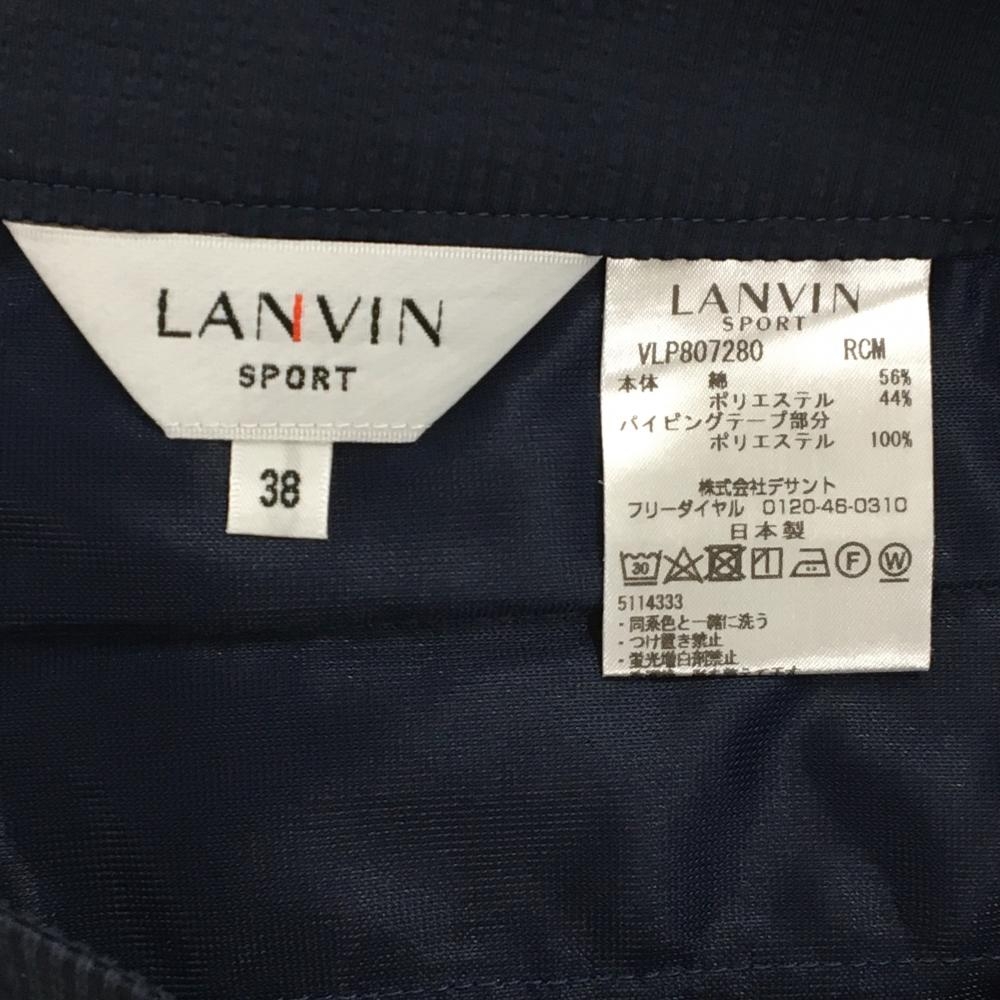 LANVIN
SPORT
38
LANVIN
SPORT
VLP807280 RCM
本体 綿 56%
ポリエステル 44%
パイピングテープ部分
ポリエステル 100%
株式会社デサント
フリーダイヤル 0120-46-0310
日本製
30 1 F W
5114333
・同系色と一緒に洗う
・つけ置き禁止
・蛍光増白剤禁止